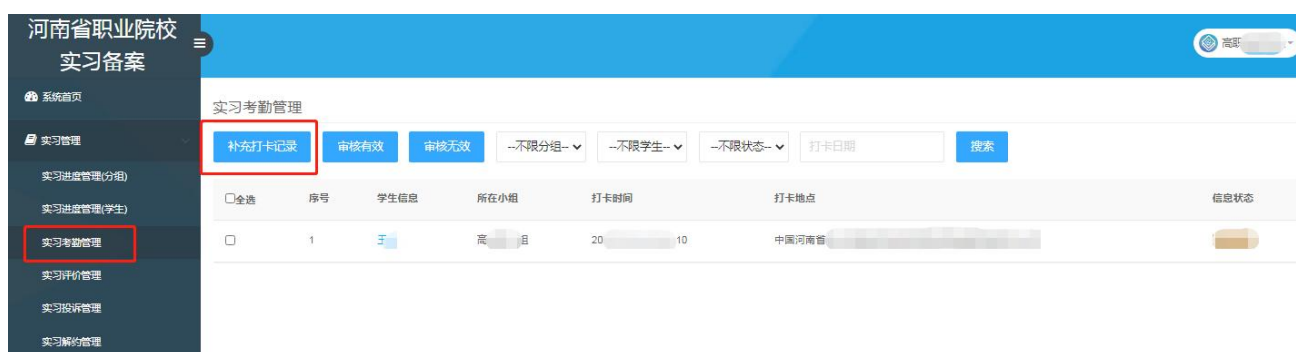 河南省职业院校
实习备案
高职
系统首页
实习管理
实习进度管理(分组)
实习进度管理(学生)
实习考勤管理
实习评价管理
实习投诉管理
实习解约管理
实习考勤管理
补充打卡记录 审核有效 审核无效 --不限分组-- --不限学生-- --不限状态-- 打卡日期 搜索
全选 序号 学生信息 所在小组 打卡时间 打卡地点 信息状态
1 王 高 组 20 10 中国河南省